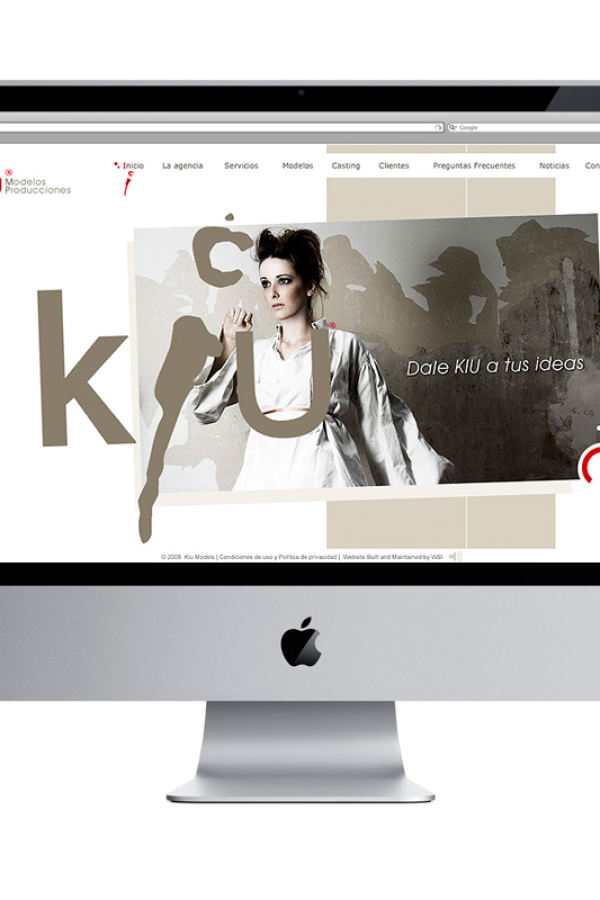 Google
Inicio La agencia Servicios Modelos Casting Clientes Preguntas Frecuentes Noticias Con
Modelos
Producciones
kiu
Dale KIU a tus ideas
© 2008 Kiu Models | Condiciones de uso y Política de privacidad | Website Built and Maintained by WSI